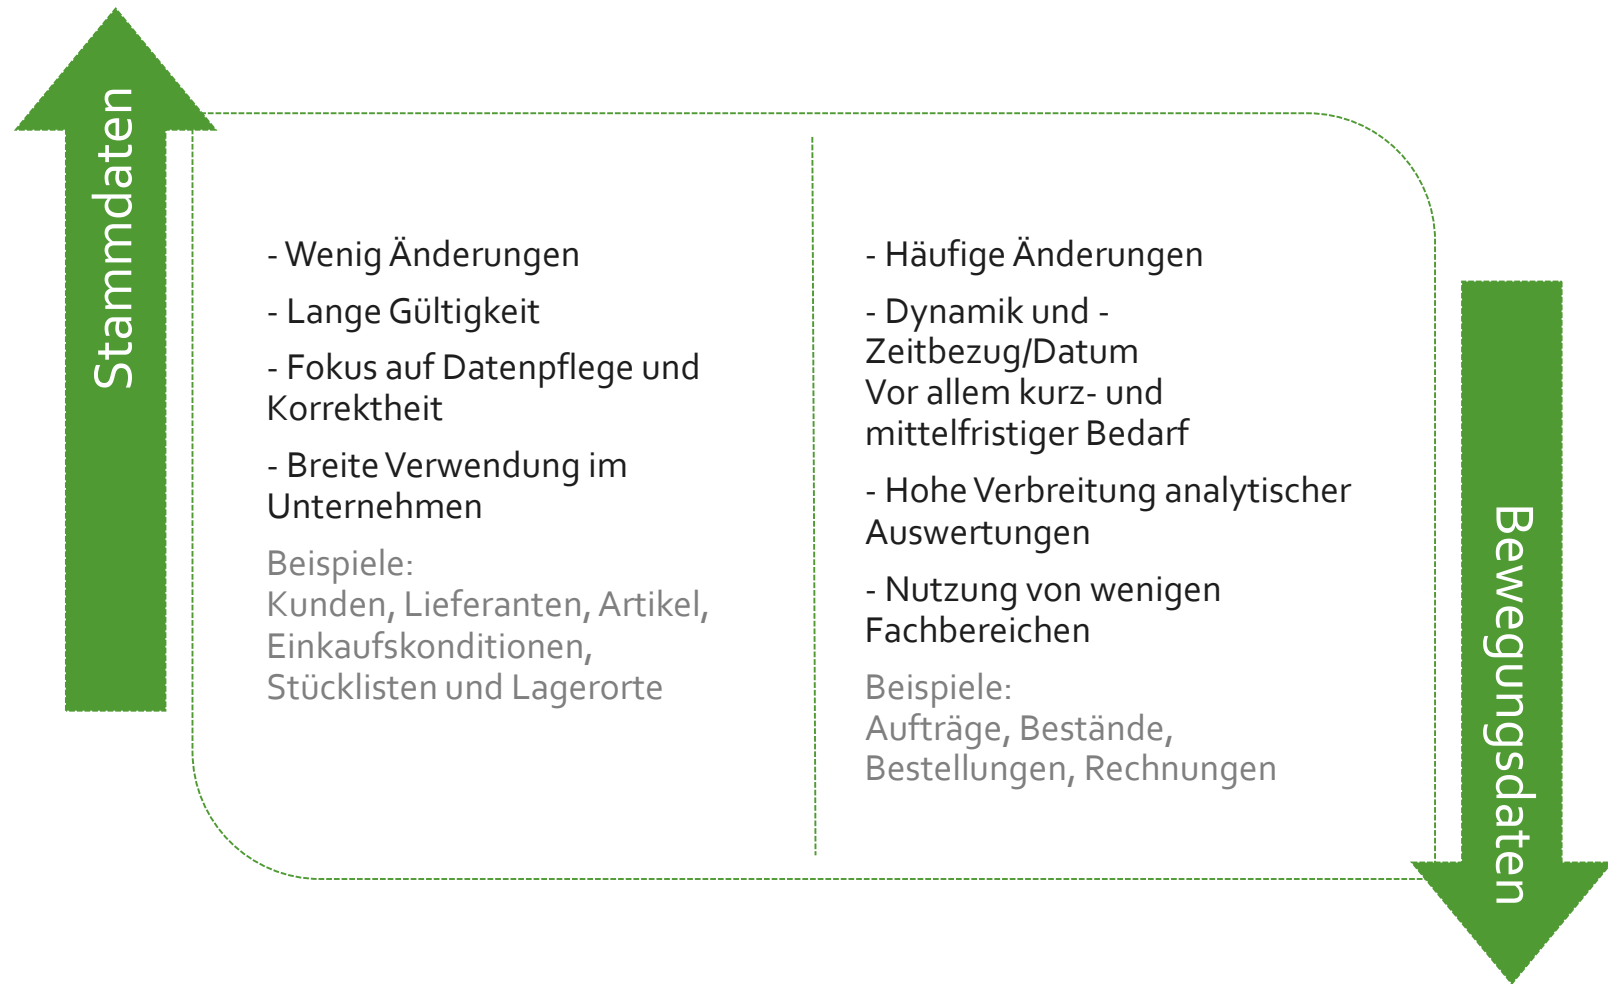 Stammdaten
- Wenig Änderungen
- Lange Gültigkeit
- Fokus auf Datenpflege und
Korrektheit
- Breite Verwendung im
Unternehmen
Beispiele:
Kunden, Lieferanten, Artikel,
Einkaufskonditionen,
Stücklisten und Lagerorte
- Häufige Änderungen
- Dynamik und -
Zeitbezug/Datum
Vor allem kurz- und
mittelfristiger Bedarf
- Hohe Verbreitung analytischer
Auswertungen
- Nutzung von wenigen
Fachbereichen
Beispiele:
Aufträge, Bestände,
Bestellungen, Rechnungen
Bewegungsdaten